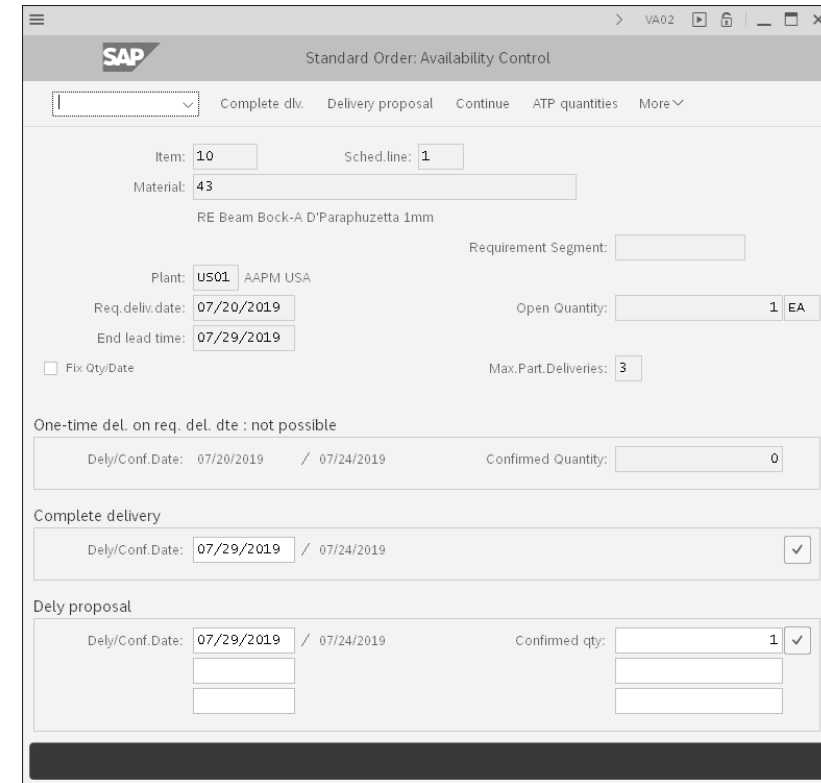 VA02
SAP
Standard Order: Availability Control
Complete dlv. Delivery proposal Continue ATP quantities More
Item: 10 Sched.line: 1
Material: 43
RE Beam Bock-A D'Paraphuzetta 1mm
Requirement Segment:
Plant: US01 AAPM USA
Req.deliv.date: 07/20/2019 Open Quantity: 1 EA
End lead time: 07/29/2019
Fix Qty/Date Max.Part.Deliveries: 3
One-time del. on req. del. dte : not possible
Dely/Conf.Date: 07/20/2019 / 07/24/2019 Confirmed Quantity: 0
Complete delivery
Dely/Conf.Date: 07/29/2019 / 07/24/2019
Dely proposal
Dely/Conf.Date: 07/29/2019 / 07/24/2019 Confirmed qty: 1